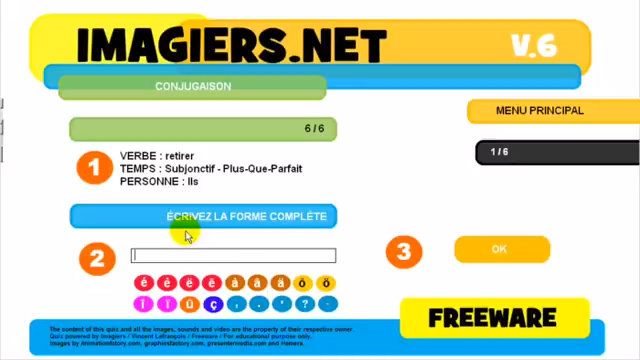 IMAGIERS.NET
V.6
CONJUGAISON
MENU PRINCIPAL
6 / 6
1 / 6
1
VERBE : retirer
TEMPS : Subjonctif - Plus-Que-Parfait
PERSONNE : Ils
ÉCRIVEZ LA FORME COMPLÈTE
2
3
OK
FREEWARE
The content of this quiz and all the images, sounds and video are the property of their respective owner.
Quiz powered by Imagiers / Vincent Lefrançois / Freeware / For educational purpose only.
Images by Animationfactory.com, graphicsfactory.com, presentermedia.com and Hemera.